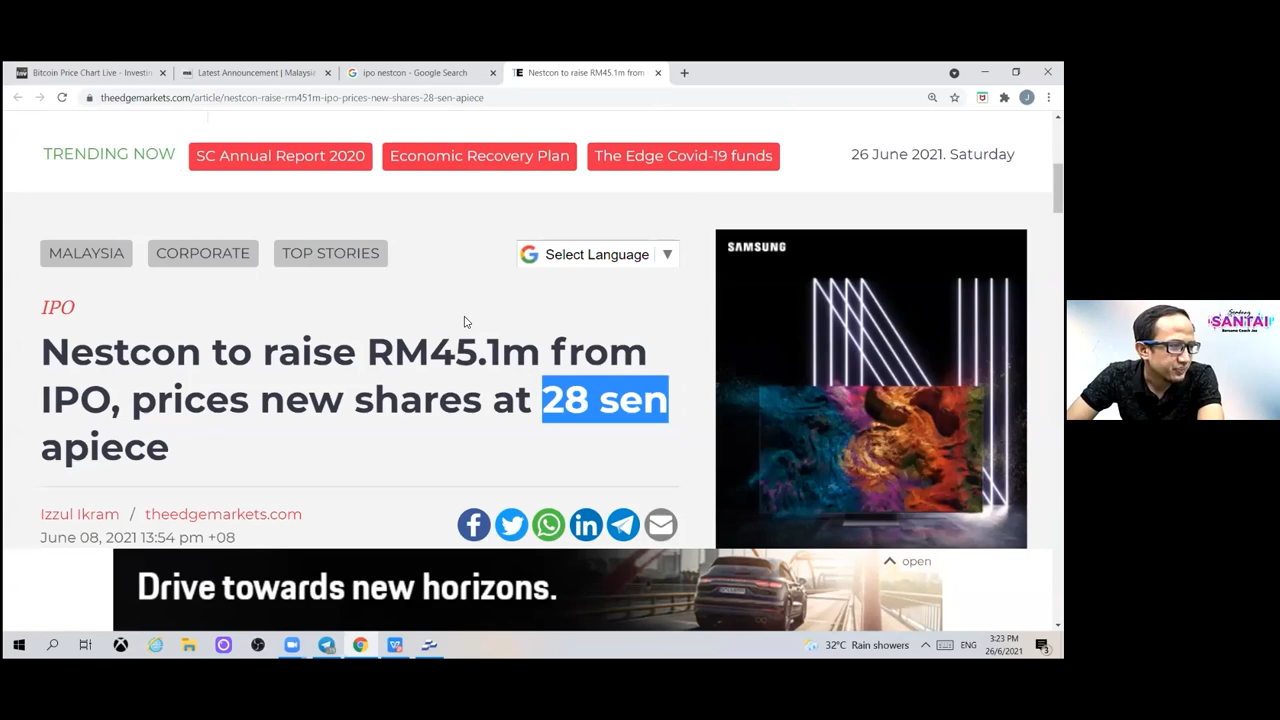 Bitcoin Price Chart Live - Investin
Latest Announcement | Malaysia
ipo nestcon - Google Search
Nestcon to raise RM45.1m from
theedgemarkets.com/article/nestcon-raise-rm451m-ipo-prices-new-shares-28-sen-apiece
TRENDING NOW
SC Annual Report 2020
Economic Recovery Plan
The Edge Covid-19 funds
26 June 2021. Saturday
MALAYSIA
CORPORATE
TOP STORIES
Select Language
SAMSUNG
IPO
Nestcon to raise RM45.1m from
IPO, prices new shares at 28 sen
apiece
SANTAI
Bersama Coach Jaz
Izzul Ikram / theedgemarkets.com
June 08, 2021 13:54 pm +08
open
Drive towards new horizons.
32°C Rain showers
ENG
3:23 PM
26/6/2021
3